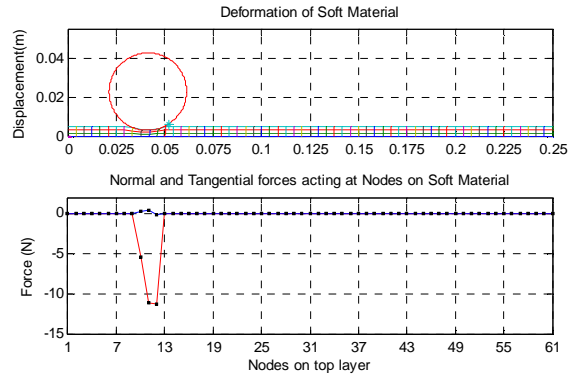 Deformation of Soft Material
Displacement(m)
0.04
0.02
0
0 0.025 0.05 0.075 0.1 0.125 0.15 0.175 0.2 0.225 0.25
Normal and Tangential forces acting at Nodes on Soft Material
Force (N)
0
-5
-10
-15
1 7 13 19 25 31 37 43 49 55 61
Nodes on top layer